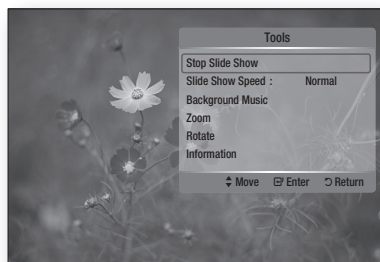 Tools
Stop Slide Show
Slide Show Speed : Normal
Background Music
Zoom
Rotate
Information
Move Enter Return